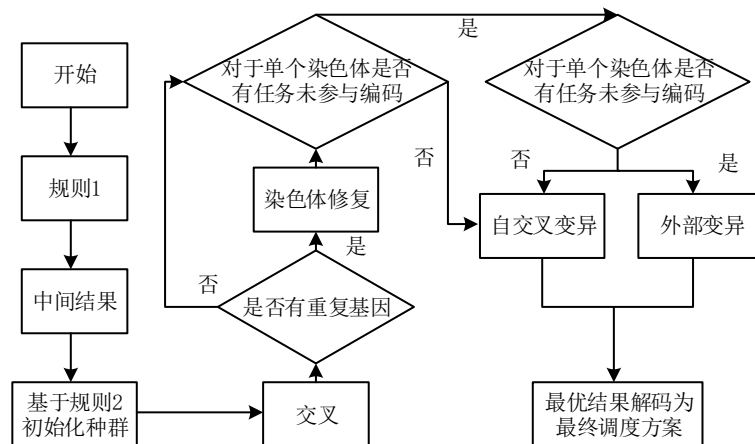 开始
规则1
中间结果
基于规则2
初始化种群
交叉
是否有重复基因
是
否
染色体修复
对于单个染色体是否
有任务未参与编码
是
否
对于单个染色体是否
有任务未参与编码
否
是
自交叉变异
外部变异
最优结果解码为
最终调度方案